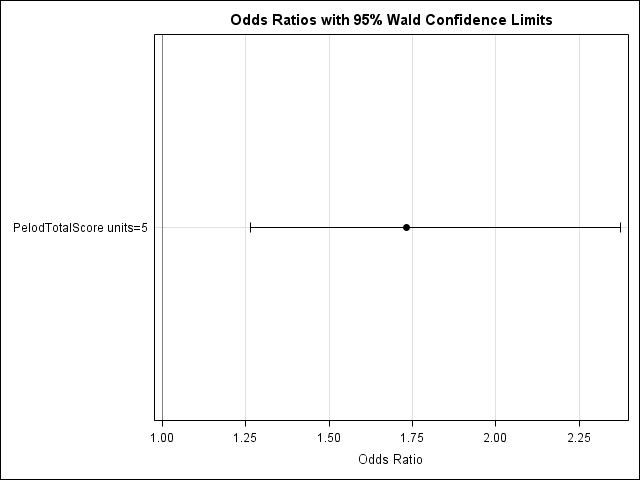 Odds Ratios with 95% Wald Confidence Limits
PelodTotalScore units=5
1.00 1.25 1.50 1.75 2.00 2.25
Odds Ratio